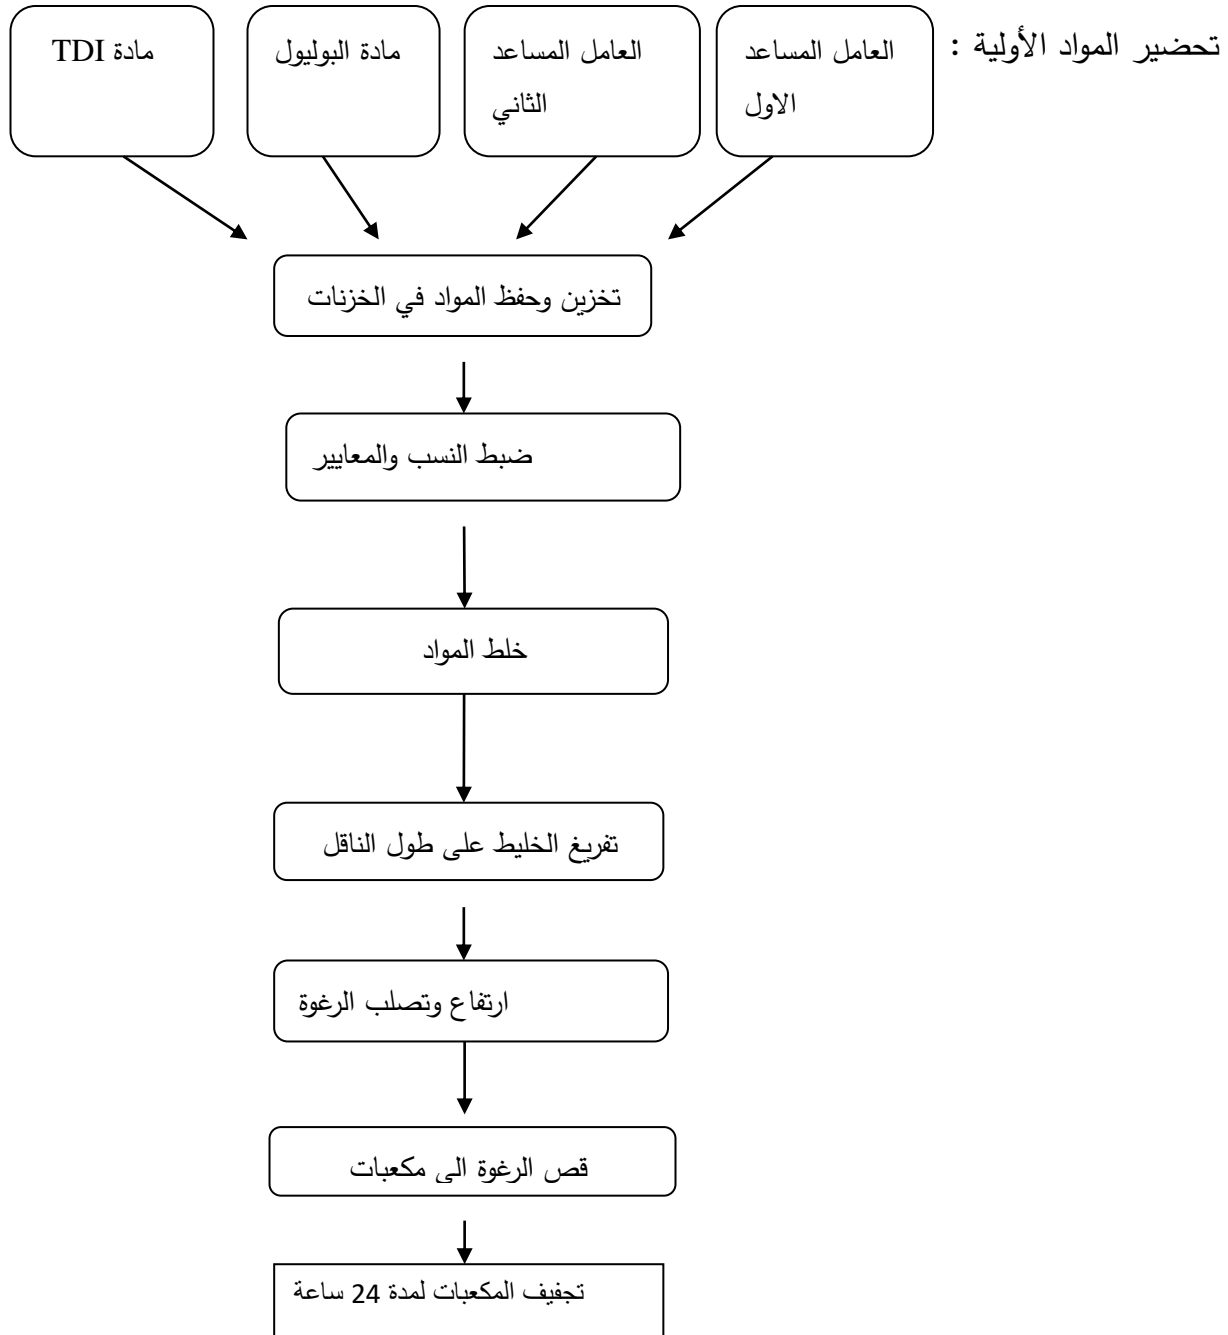 تحضير المواد الأولية :
العامل المساعد
الاول
العامل المساعد
الثاني
مادة البوليول
مادة TDI
تخزين وحفظ المواد في الخزنات
ضبط النسب والمعايير
خلط المواد
تفريغ الخليط على طول الناقل
ارتفاع وتصلب الرغوة
قص الرغوة الى مكعبات
تجفيف المكعبات لمدة 24 ساعة